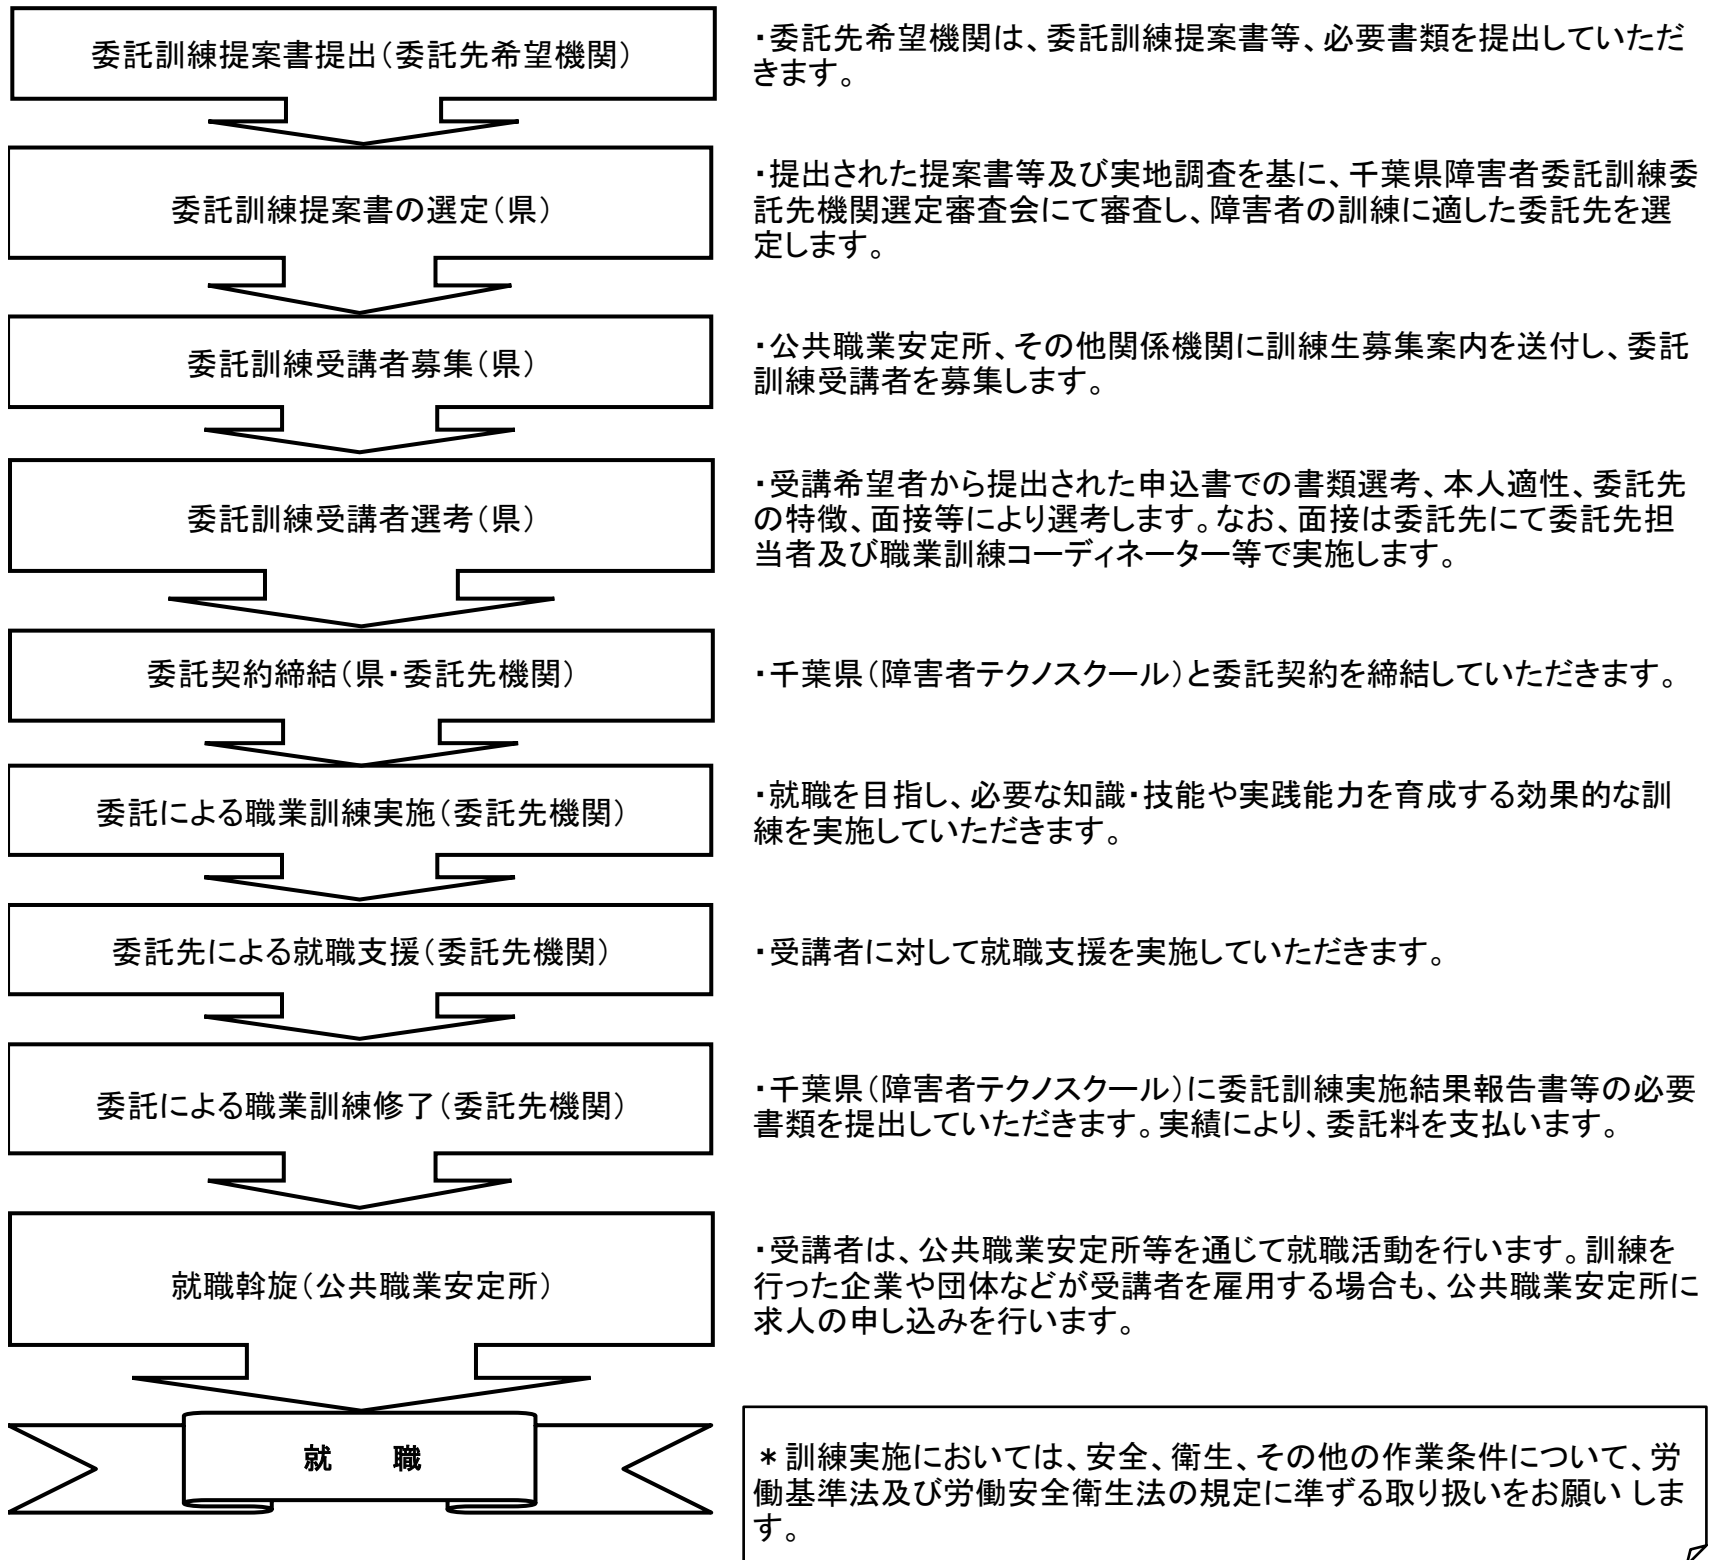 委託訓練提案書提出（委託先希望機関）
・委託先希望機関は、委託訓練提案書等、必要書類を提出していただ
きます。
委託訓練提案書の選定（県）
・提出された提案書等及び実地調査を基に、千葉県障害者委託訓練委
託先機関選定審査会にて審査し、障害者の訓練に適した委託先を選
定します。
委託訓練受講者募集（県）
・公共職業安定所、その他関係機関に訓練生募集案内を送付し、委託
訓練受講者を募集します。
委託訓練受講者選考（県）
・受講希望者から提出された申込書での書類選考、本人適性、委託先
の特徴、面接等により選考します。なお、面接は委託先にて委託先担
当者及び職業訓練コーディネーター等で実施します。
委託契約締結（県・委託先機関）
・千葉県（障害者テクノスクール）と委託契約を締結していただきます。
委託による職業訓練実施（委託先機関）
・就職を目指し、必要な知識・技能や実践能力を育成する効果的な訓
練を実施していただきます。
委託先による就職支援（委託先機関）
・受講者に対して就職支援を実施していただきます。
委託による職業訓練修了（委託先機関）
・千葉県（障害者テクノスクール）に委託訓練実施結果報告書等の必要
書類を提出していただきます。実績により、委託料を支払います。
就職斡旋（公共職業安定所）
・受講者は、公共職業安定所等を通じて就職活動を行います。訓練を
行った企業や団体などが受講者を雇用する場合も、公共職業安定所に
求人の申し込みを行います。
就　　職
＊訓練実施においては、安全、衛生、その他の作業条件について、労
働基準法及び労働安全衛生法の規定に準ずる取り扱いをお願い しま
す。